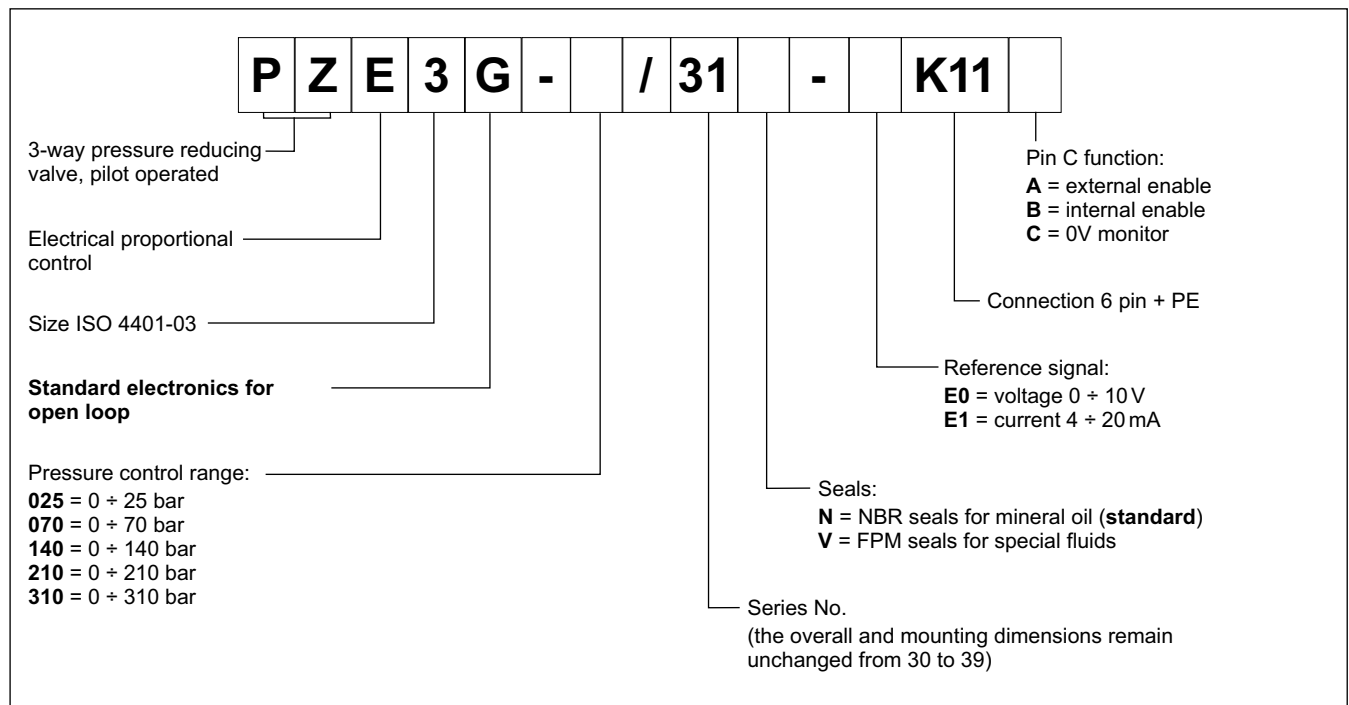 PZE3G- / 31 - K11
3-way pressure reducing
valve, pilot operated
Electrical proportional
control
Size ISO 4401-03
Standard electronics for
open loop
Pressure control range:
025 = 0 ÷ 25 bar
070 = 0 ÷ 70 bar
140 = 0 ÷ 140 bar
210 = 0 ÷ 210 bar
310 = 0 ÷ 310 bar
Pin C function:
A = external enable
B = internal enable
C = 0V monitor
Connection 6 pin + PE
Reference signal:
E0 = voltage 0 ÷ 10 V
E1 = current 4 ÷ 20 mA
Seals:
N = NBR seals for mineral oil (standard)
V = FPM seals for special fluids
Series No.
(the overall and mounting dimensions remain
unchanged from 30 to 39)